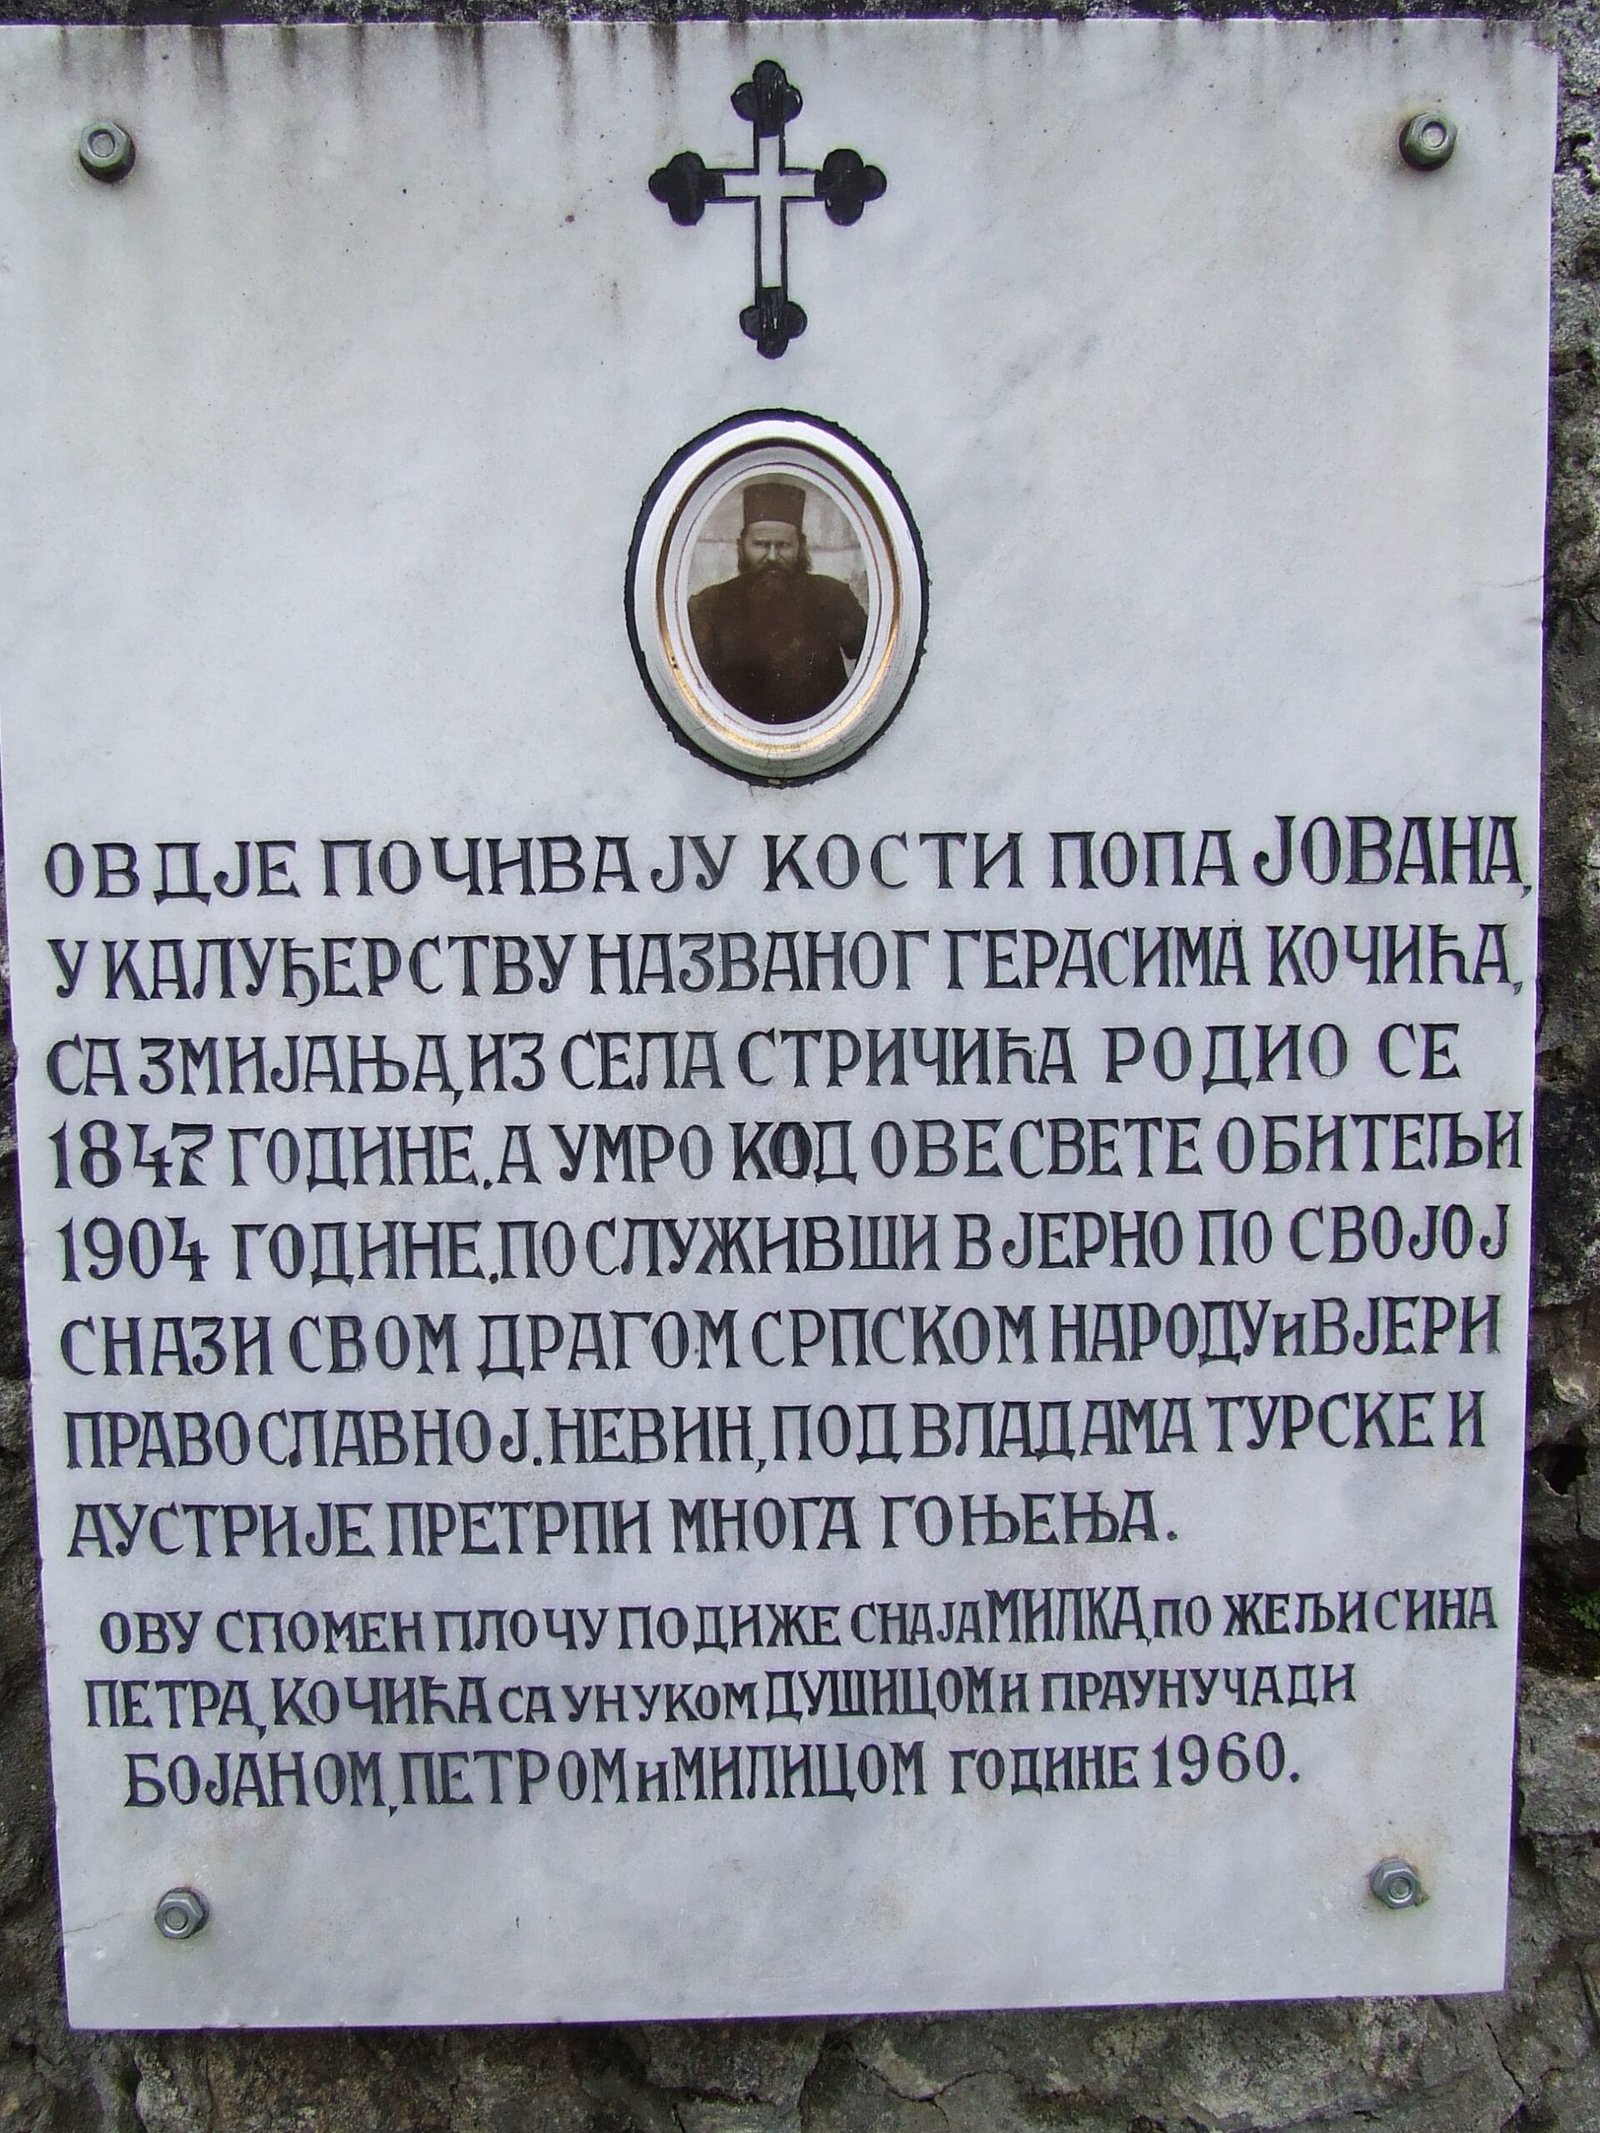 ОВДЈЕ ПОЧИВАЈУ КОСТИ ПОПА ЈОВАНА,
У КАЛУЂЕРСТВУ НАЗВАНОГ ГЕРАСИМА КОЧИЋА,
СА ЗМИЈАЊА, ИЗ СЕЛА СТРИЧИЋА РОДИО СЕ
1847 ГОДИНЕ. А УМРО КОД ОВЕ СВЕТЕ ОБИТЕЉИ
1904 ГОДИНЕ. ПОСЛУЖИВШИ ВЈЕРНО ПО СВОЈОЈ
СНАЗИ СВОМ ДРАГОМ СРПСКОМ НАРОДУ и ВЈЕРИ
ПРАВОСЛАВНОЈ. НЕВИН, ПОД ВЛАДАМА ТУРСКЕ И
АУСТРИЈЕ ПРЕТРПИ МНОГА ГОЊЕЊА.
ОВУ СПОМЕН ПЛОЧУ ПОДИЖЕ СНАЈА МИЛКА, ПО ЖЕЉИ СИНА
ПЕТРА, КОЧИЋА СА УНУКОМ ДУШИЦОМ И ПРАУНУЧАДИ
БОЈАНОМ, ПЕТРОМ и МИЛИЦОМ ГОДИНЕ 1960.